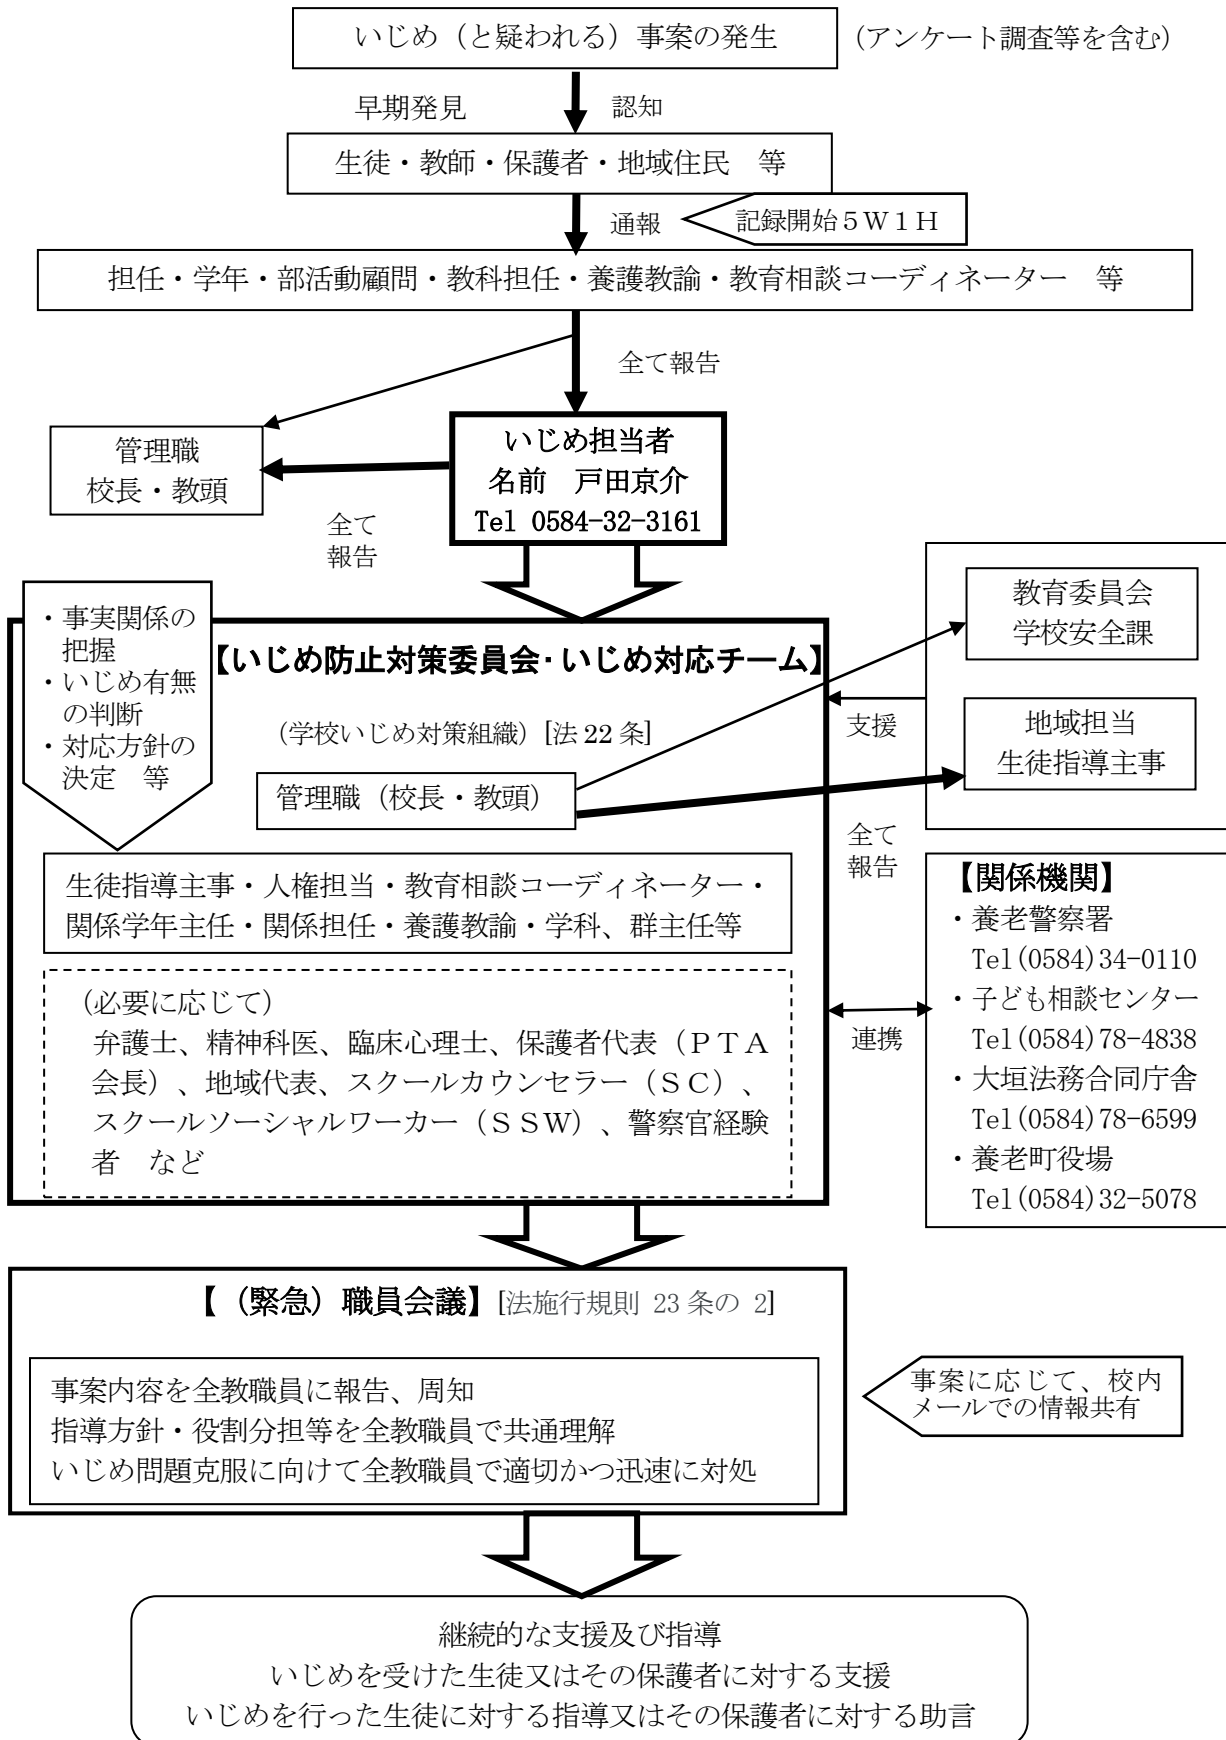 いじめ（と疑われる）事案の発生
（アンケート調査等を含む）
早期発見
認知
生徒・教師・保護者・地域住民　等
通報
記録開始５Ｗ１Ｈ
担任・学年・部活動顧問・教科担任・養護教諭・教育相談コーディネーター　等
全て報告
いじめ担当者
名前　戸田京介
Tel 0584-32-3161
管理職
校長・教頭
全て
報告
・事実関係の
把握
・いじめ有無
の判断
・対応方針の
決定　等
【いじめ防止対策委員会・いじめ対応チーム】
（学校いじめ対策組織）[法 22 条]
管理職（校長・教頭）
教育委員会
学校安全課
支援
地域担当
生徒指導主事
全て
報告
生徒指導主事・人権担当・教育相談コーディネーター・
関係学年主任・関係担任・養護教諭・学科、群主任等
（必要に応じて）
弁護士、精神科医、臨床心理士、保護者代表（ＰＴＡ
会長）、地域代表、スクールカウンセラー（ＳＣ）、
スクールソーシャルワーカー（ＳＳＷ）、警察官経験
者　など
連携
【関係機関】
・養老警察署
Tel(0584)34-0110
・子ども相談センター
Tel(0584)78-4838
・大垣法務合同庁舎
Tel(0584)78-6599
・養老町役場
Tel(0584)32-5078
【（緊急）職員会議】[法施行規則 23 条の 2]
事案内容を全教職員に報告、周知
指導方針・役割分担等を全教職員で共通理解
いじめ問題克服に向けて全教職員で適切かつ迅速に対処
事案に応じて、校内
メールでの情報共有
継続的な支援及び指導
いじめを受けた生徒又はその保護者に対する支援
いじめを行った生徒に対する指導又はその保護者に対する助言